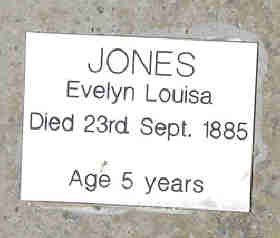 JONES
Evelyn Louisa
Died 23rd. Sept. 1885
Age 5 years